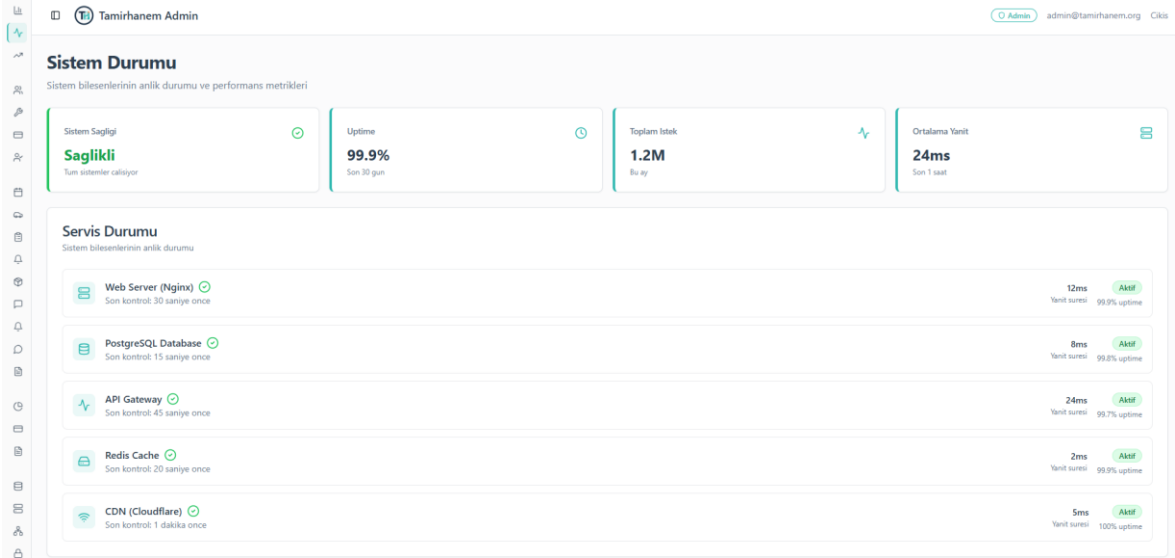 TH Tamirhanem Admin
Admin admin@tamirhanem.org Cikis
Sistem Durumu
Sistem bilesenlerinin anlik durumu ve performans metrikleri
Sistem Sagligi
Saglikli
Tum sistemler calisiyor
Uptime
99.9%
Son 30 gun
Toplam Istek
1.2M
Bu ay
Ortalama Yanit
24ms
Son 1 saat
Servis Durumu
Sistem bilesenlerinin anlik durumu
Web Server (Nginx)
Son kontrol: 30 saniye once
12ms
Yanit suresi
Aktif
99.9% uptime
PostgreSQL Database
Son kontrol: 15 saniye once
8ms
Yanit suresi
Aktif
99.8% uptime
API Gateway
Son kontrol: 45 saniye once
24ms
Yanit suresi
Aktif
99.7% uptime
Redis Cache
Son kontrol: 20 saniye once
2ms
Yanit suresi
Aktif
99.9% uptime
CDN (Cloudflare)
Son kontrol: 1 dakika once
5ms
Yanit suresi
Aktif
100% uptime